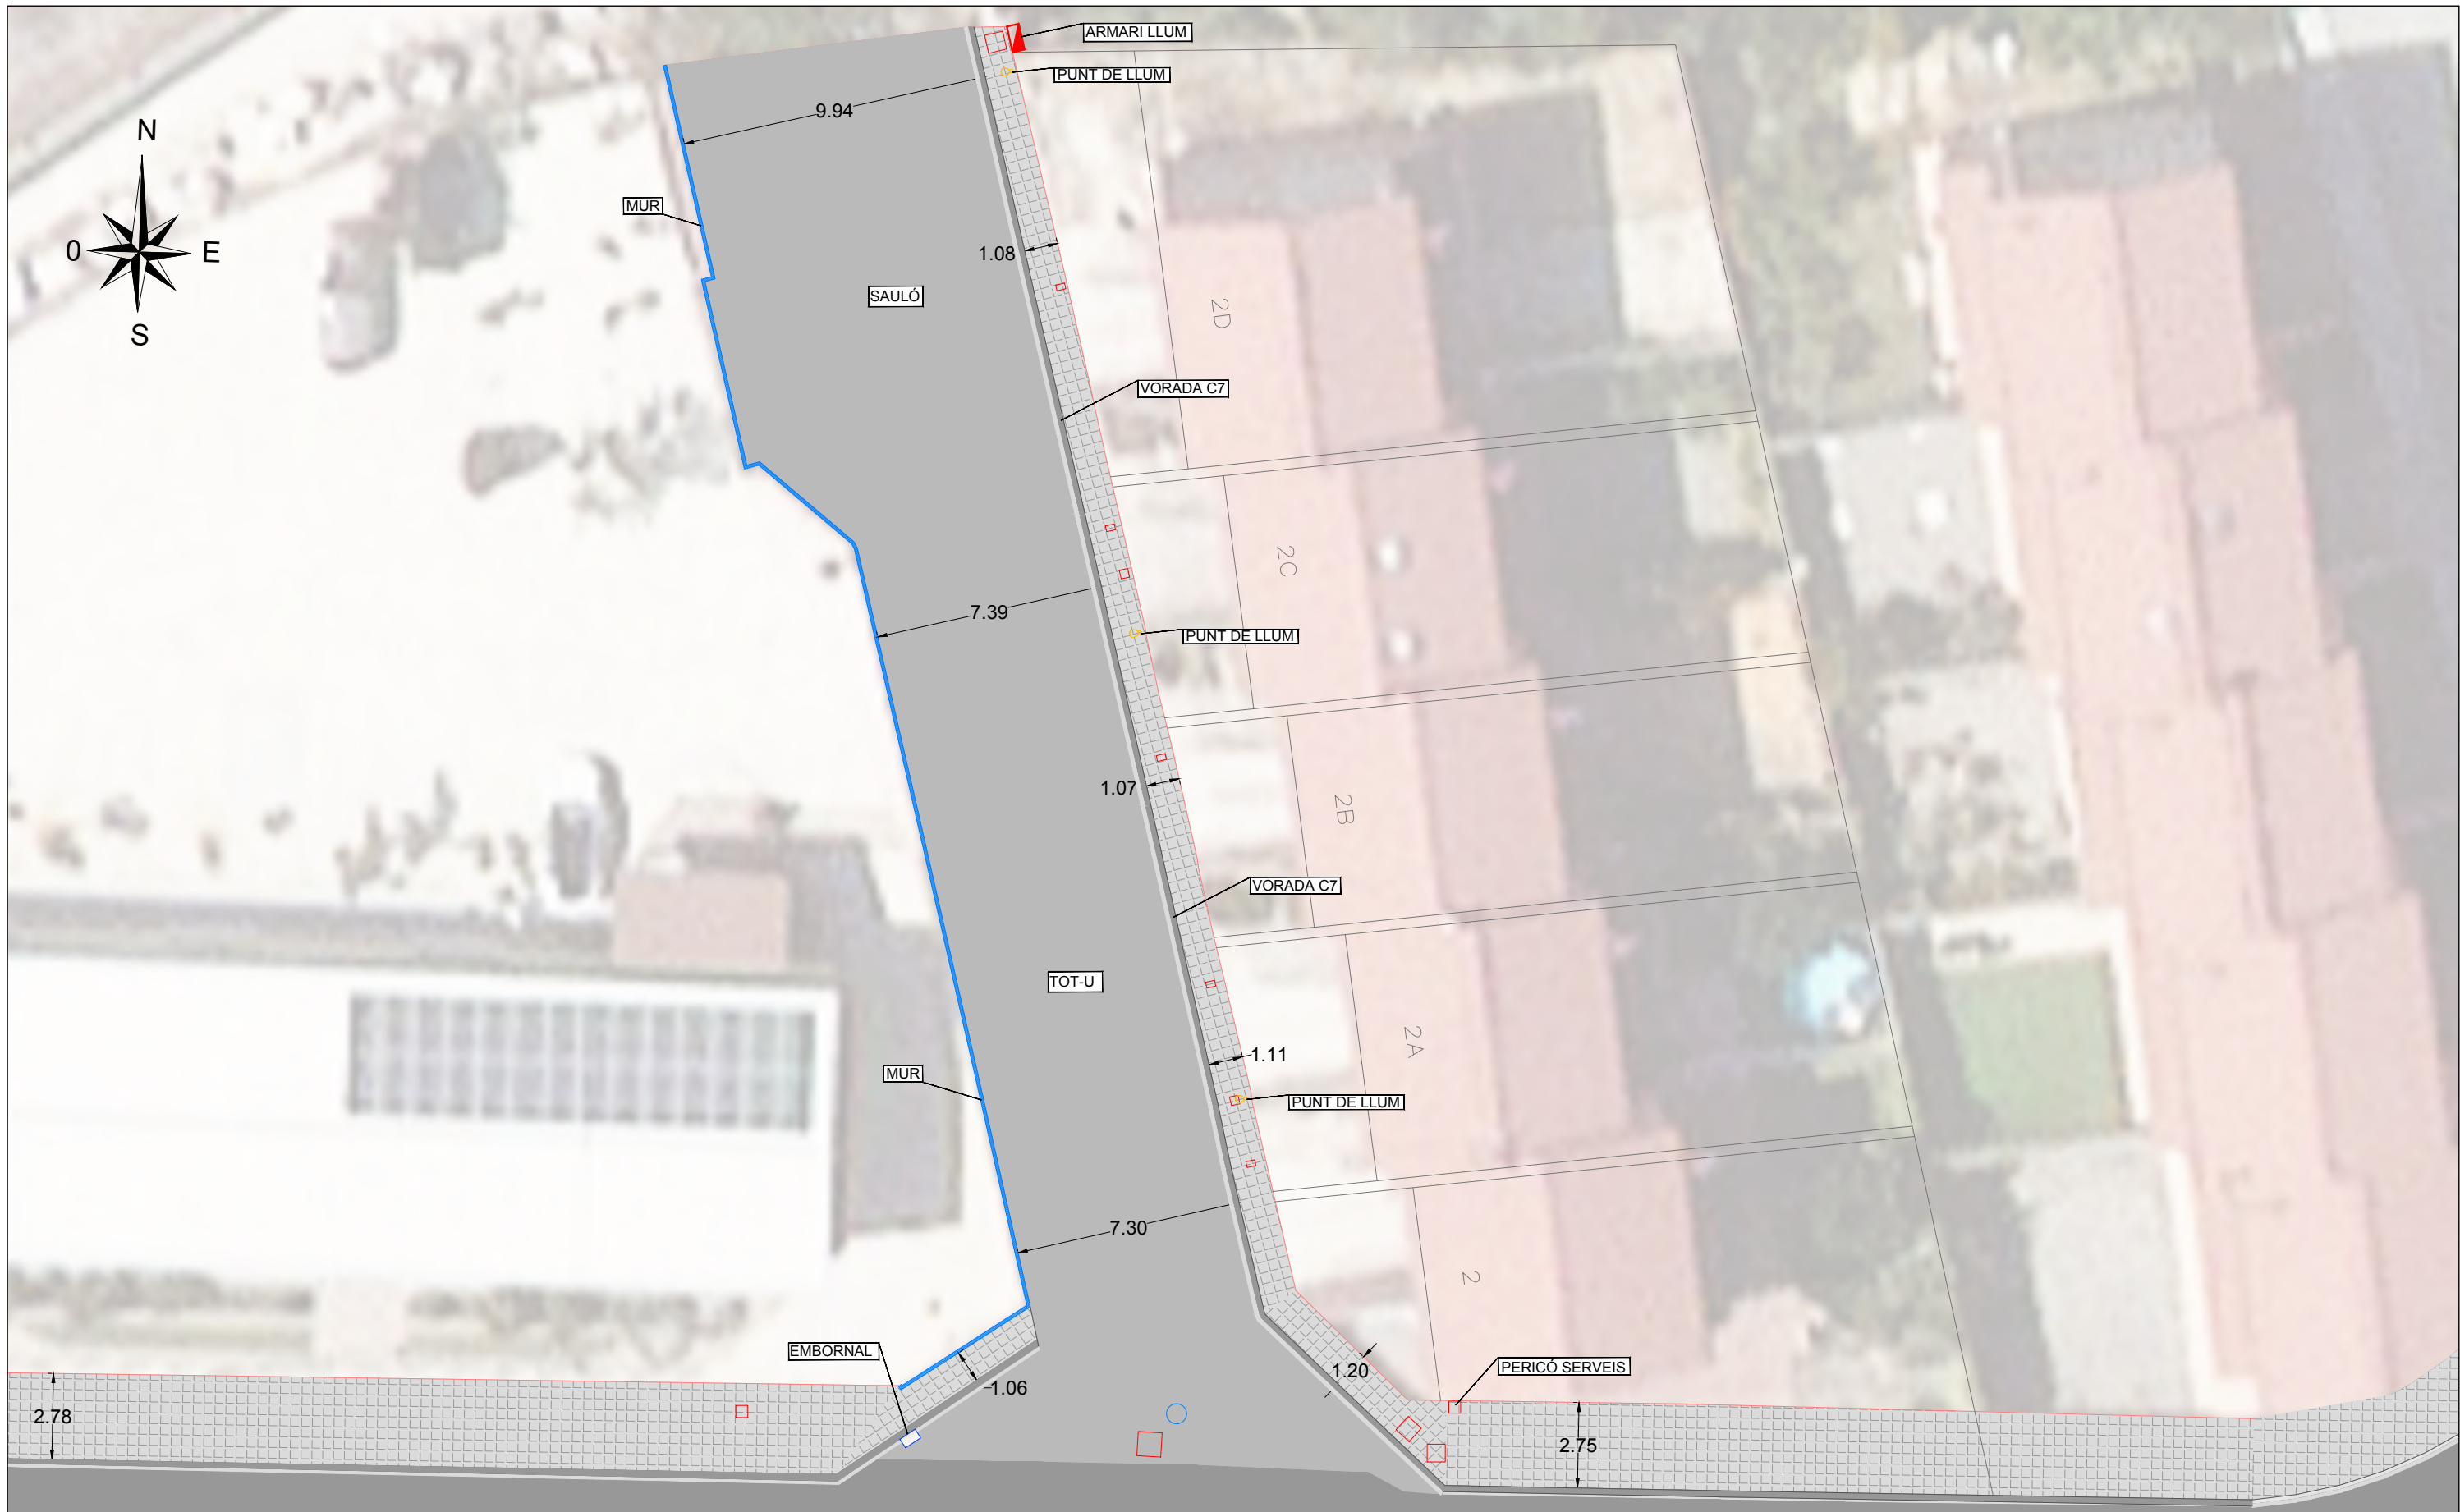 ARMARI LLUM
PUNT DE LLUM
9.94
N
MUR
0
E
1.08
SAULÓ
2D
S
VORADA C7
2C
7.39
PUNT DE LLUM
1.07
2B
VORADA C7
TOT-U
2A
1.11
MUR
PUNT DE LLUM
7.30
2
EMBORNAL
1.20
PERICÓ SERVEIS
1.06
2.78
2.75